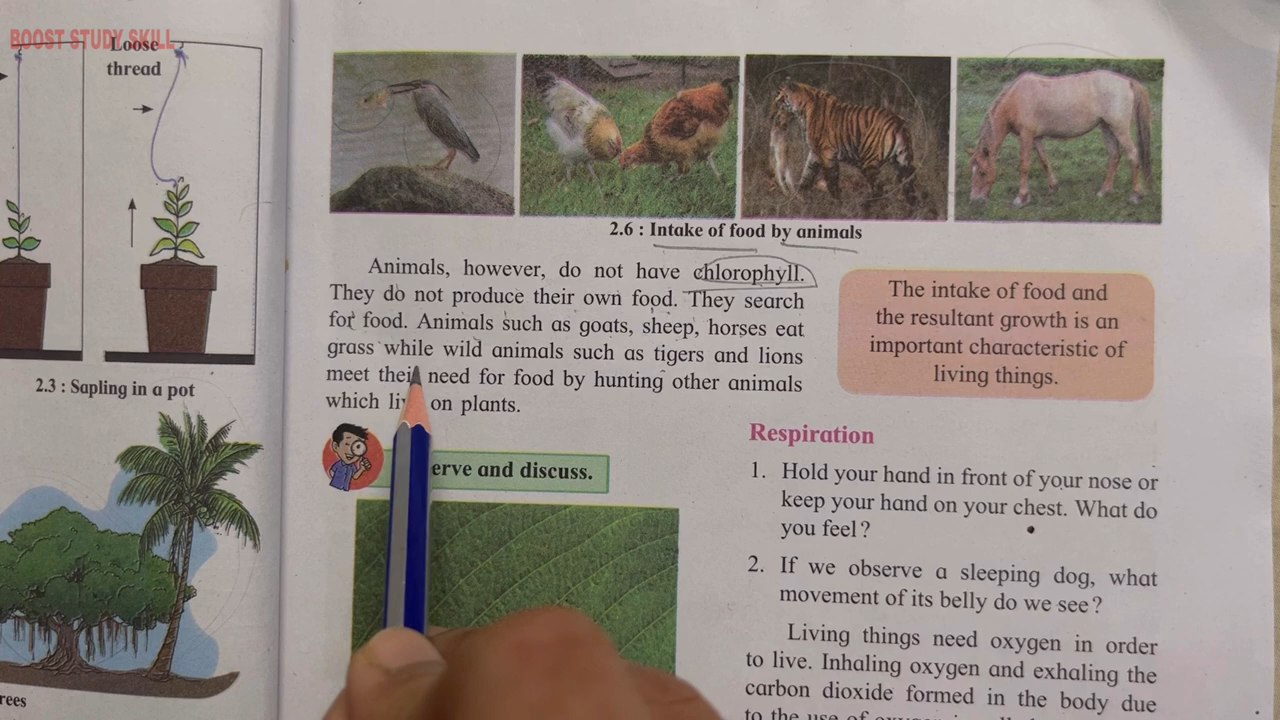 BOOST STUDY SKILL
Loose
thread
2.3 : Sapling in a pot
rees
2.6 : Intake of food by animals
Animals, however, do not have chlorophyll.
They do not produce their own food. They search
for food. Animals such as goats, sheep, horses eat
grass while wild animals such as tigers and lions
meet their need for food by hunting other animals
which on plants.
The intake of food and
the resultant growth is an
important characteristic of
living things.
erve and discuss.
Respiration
1. Hold your hand in front of your nose or
keep your hand on your chest. What do
you feel?
2. If we observe a sleeping dog, what
movement of its belly do we see?
Living things need oxygen in order
to live. Inhaling oxygen and exhaling the
carbon dioxide formed in the body due
to the use of